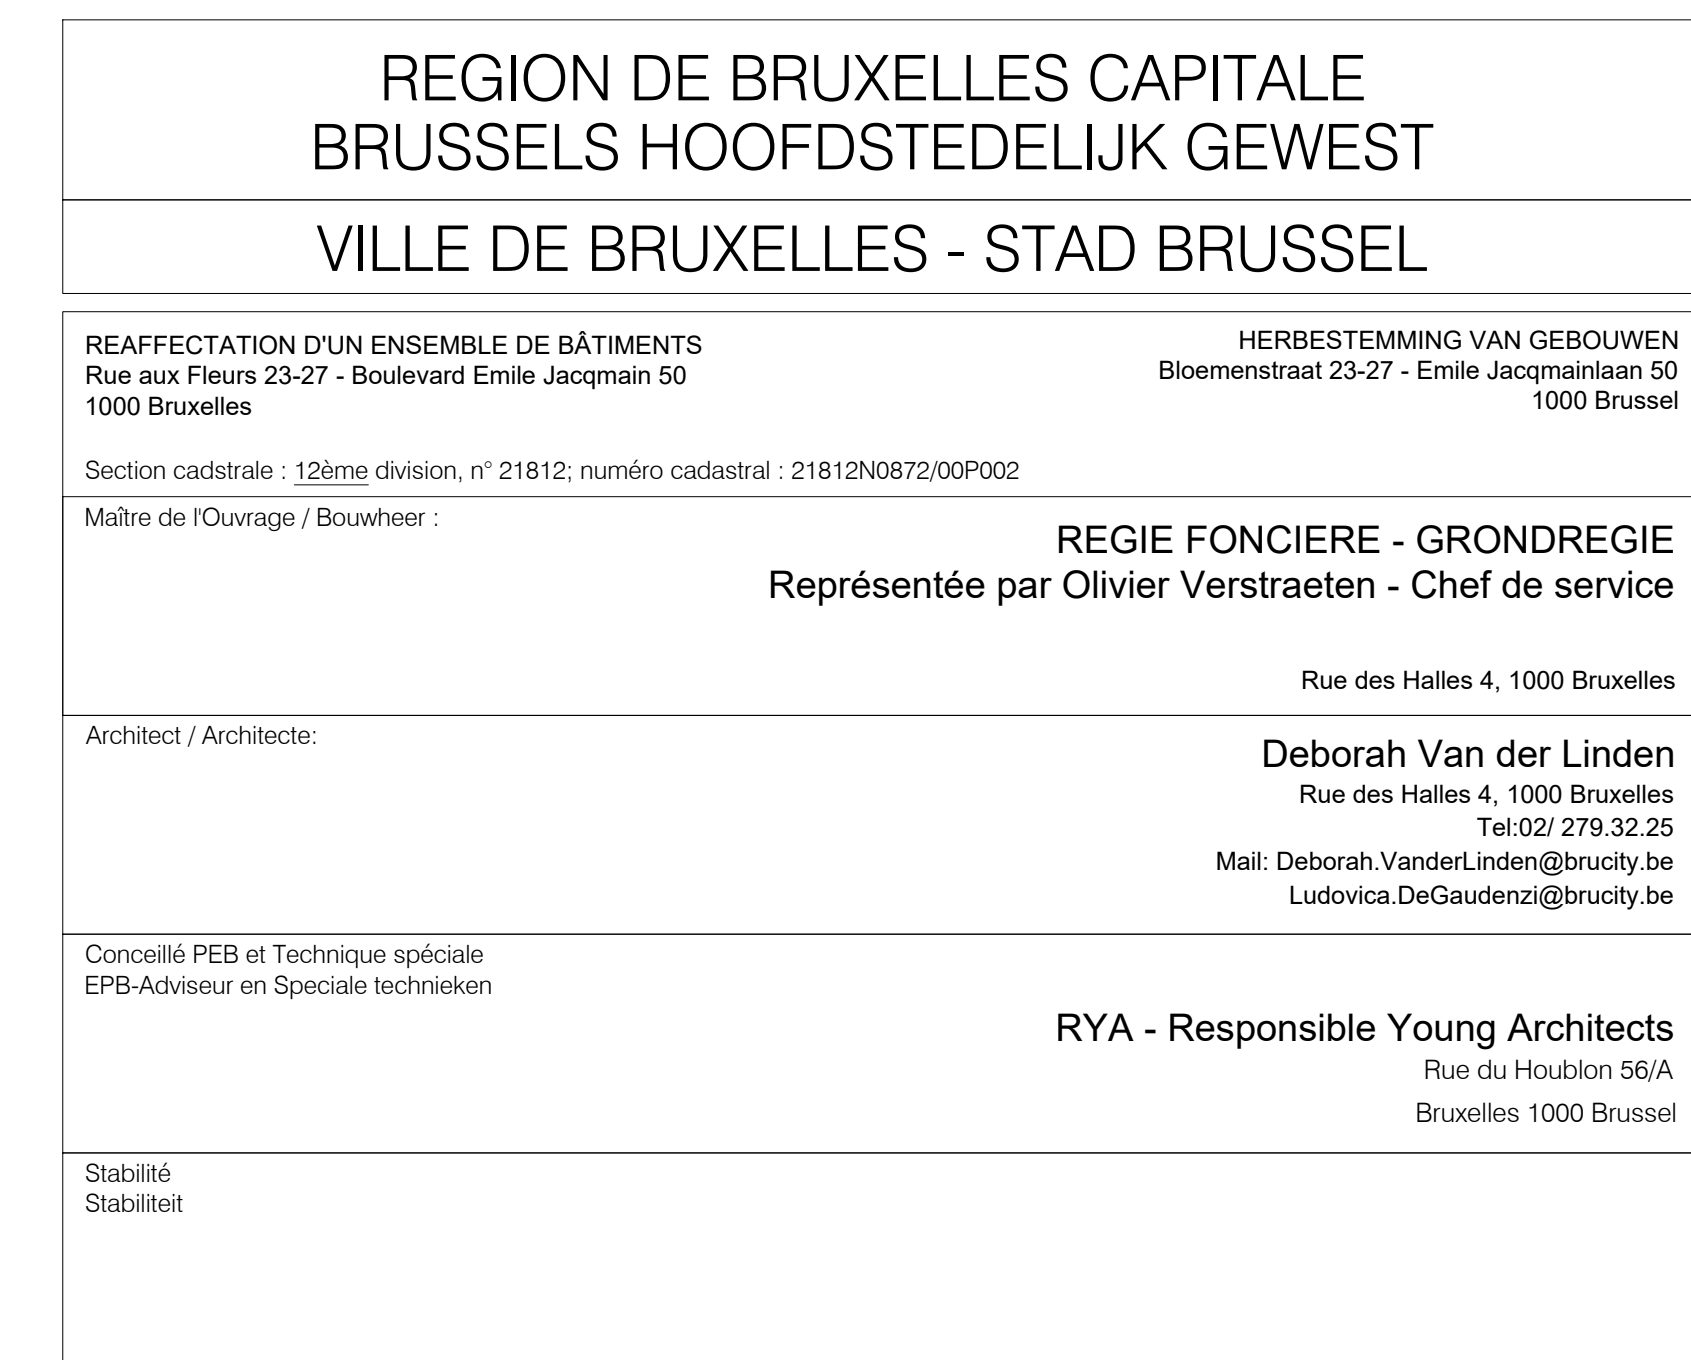 REGION DE BRUXELLES CAPITALE
BRUSSELS HOOFDSTEDELIJK GEWEST
VILLE DE BRUXELLES - STAD BRUSSEL
REAFFECTATION D'UN ENSEMBLE DE BÂTIMENTS
Rue aux Fleurs 23-27 - Boulevard Emile Jacqmain 50
1000 Bruxelles
HERBESTEMMING VAN GEBOUWEN
Bloemenstraat 23-27 - Emile Jacqmainlaan 50
1000 Brussel
Section cadstrale : 12ème division, n° 21812; numéro cadastral : 21812N0872/00P002
Maître de l'Ouvrage / Bouwheer :
REGIE FONCIERE - GRONDREGIE
Représentée par Olivier Verstraeten - Chef de service
Rue des Halles 4, 1000 Bruxelles
Architect / Architecte:
Deborah Van der Linden
Rue des Halles 4, 1000 Bruxelles
Tel:02/ 279.32.25
Mail: Deborah.VanderLinden@brucity.be
Ludovica.DeGaudenzi@brucity.be
Conceillé PEB et Technique spéciale
EPB-Adviseur en Speciale technieken
RYA - Responsible Young Architects
Rue du Houblon 56/A
Bruxelles 1000 Brussel
Stabilité
Stabiliteit